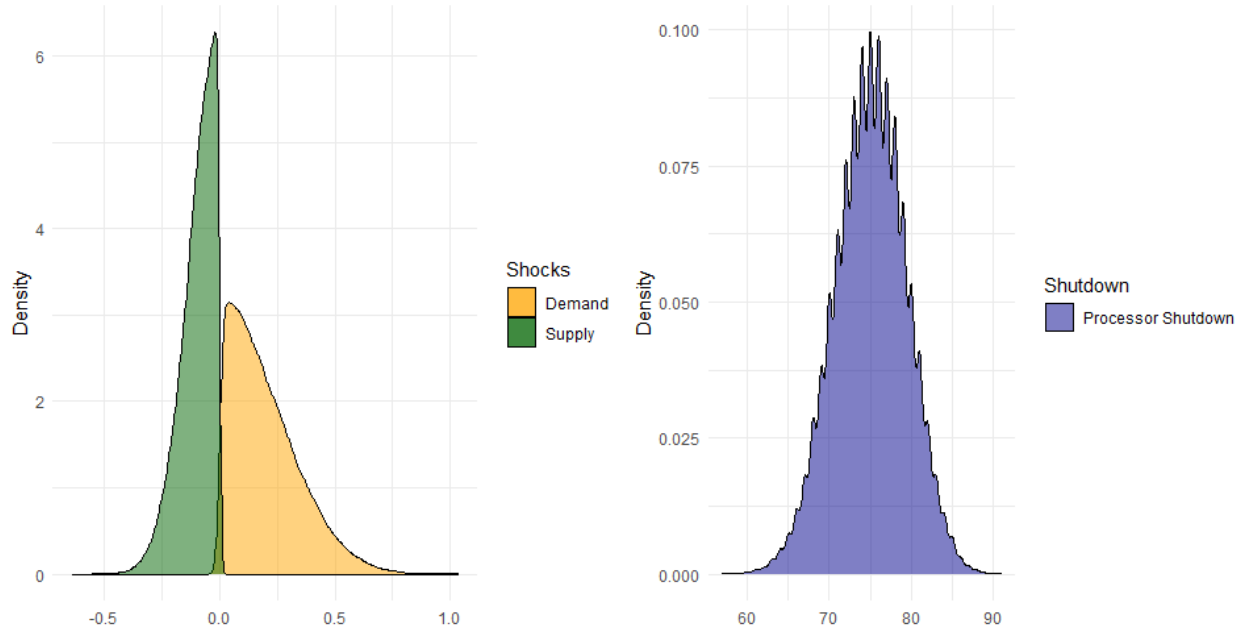 Density
6
4
2
0
-0.5 0.0 0.5 1.0
Shocks
Demand
Supply
Density
0.100
0.075
0.050
0.025
0.000
60 70 80 90
Shutdown
Processor Shutdown